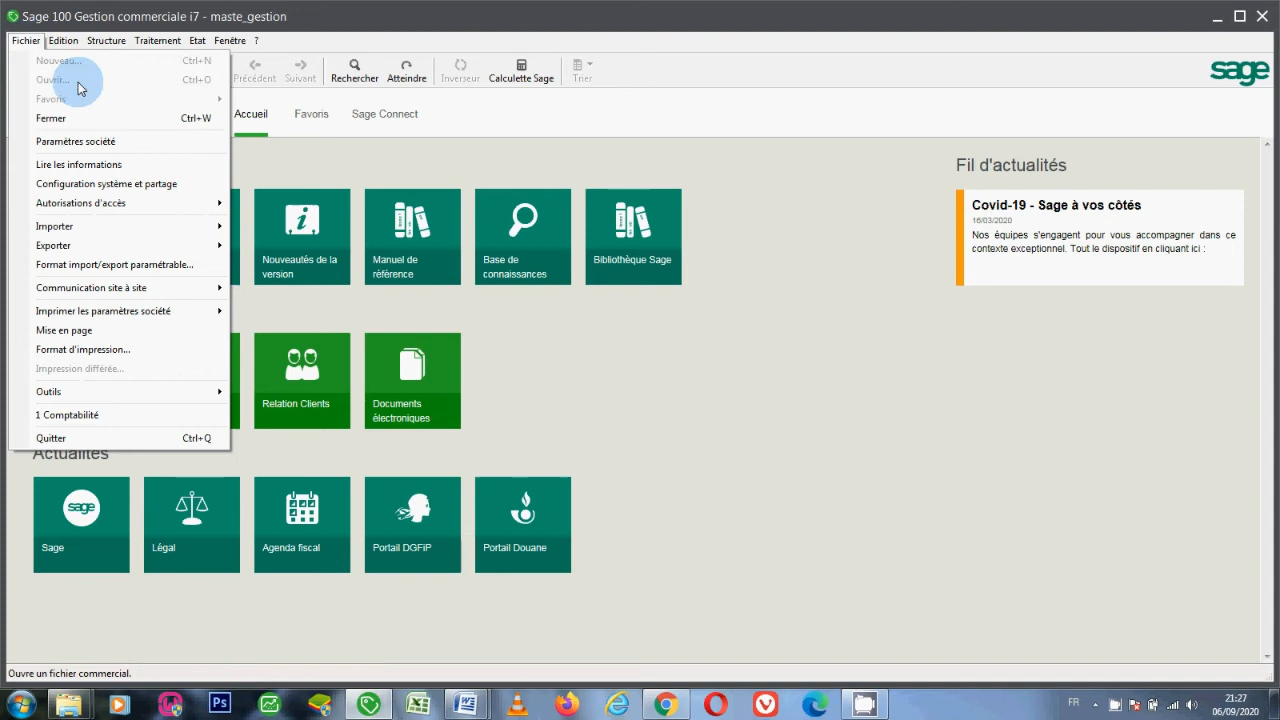 Sage 100 Gestion commerciale i7 - maste_gestion
Fichier Edition Structure Traitement Etat Fenêtre ?
Nouveau... Ctrl+N
Ouvrir... Ctrl+O
Favoris
Fermer Ctrl+W
Paramètres société
Lire les informations
Configuration système et partage
Autorisations d'accès
Importer
Exporter
Format import/export paramétrable...
Communication site à site
Imprimer les paramètres société
Mise en page
Format d'impression...
Impression différée...
Outils
1 Comptabilité
Quitter Ctrl+Q
Précédent Suivant Rechercher Atteindre Inverseur Calculette Sage Trier
sage
Accueil Favoris Sage Connect
Nouveautés de la
version
Manuel de
référence
Base de
connaissances
Bibliothèque Sage
Relation Clients
Documents
électroniques
Actualités
sage
Sage
Légal
Agenda fiscal
Portail DGFiP
Portail Douane
Fil d'actualités
Covid-19 - Sage à vos côtés
16/03/2020
Nos équipes s'engagent pour vous accompagner dans ce
contexte exceptionnel. Tout le dispositif en cliquant ici :
Ouvre un fichier commercial.
Ps
FR
21:27
06/09/2020